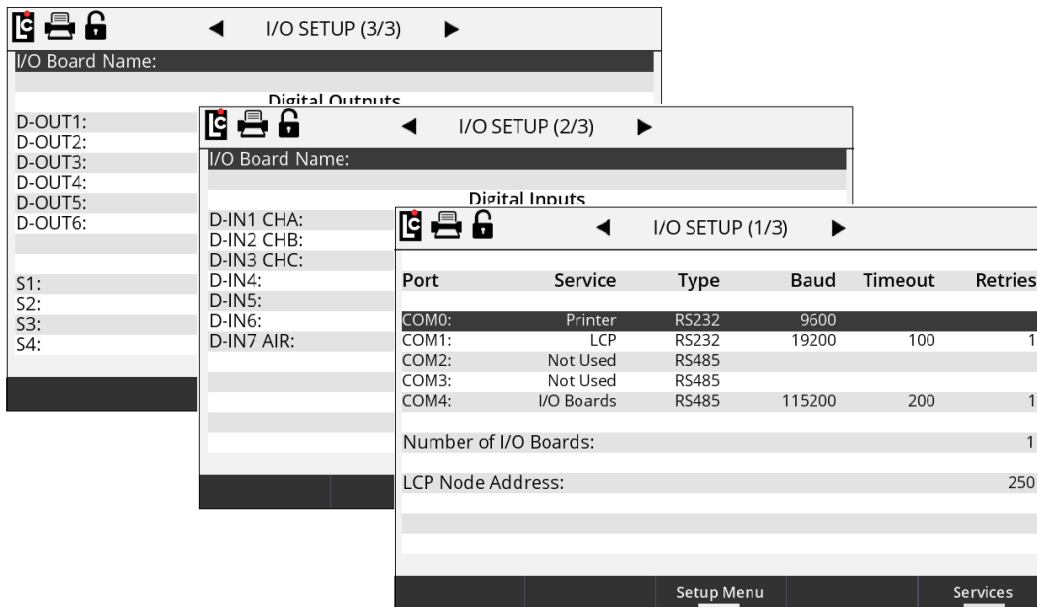 LC
I/O SETUP (3/3)
I/O Board Name:
Digital Outputs
D-OUT1:
D-OUT2:
D-OUT3:
D-OUT4:
D-OUT5:
D-OUT6:
S1:
S2:
S3:
S4:
LC
I/O SETUP (2/3)
I/O Board Name:
Digital Inputs
D-IN1 CHA:
D-IN2 CHB:
D-IN3 CHC:
D-IN4:
D-IN5:
D-IN6:
D-IN7 AIR:
LC
I/O SETUP (1/3)
Port Service Type Baud Timeout Retries
COM0: Printer RS232 9600
COM1: LCP RS232 19200 100 1
COM2: Not Used RS485
COM3: Not Used RS485
COM4: I/O Boards RS485 115200 200 1
Number of I/O Boards: 1
LCP Node Address: 250
Setup Menu Services